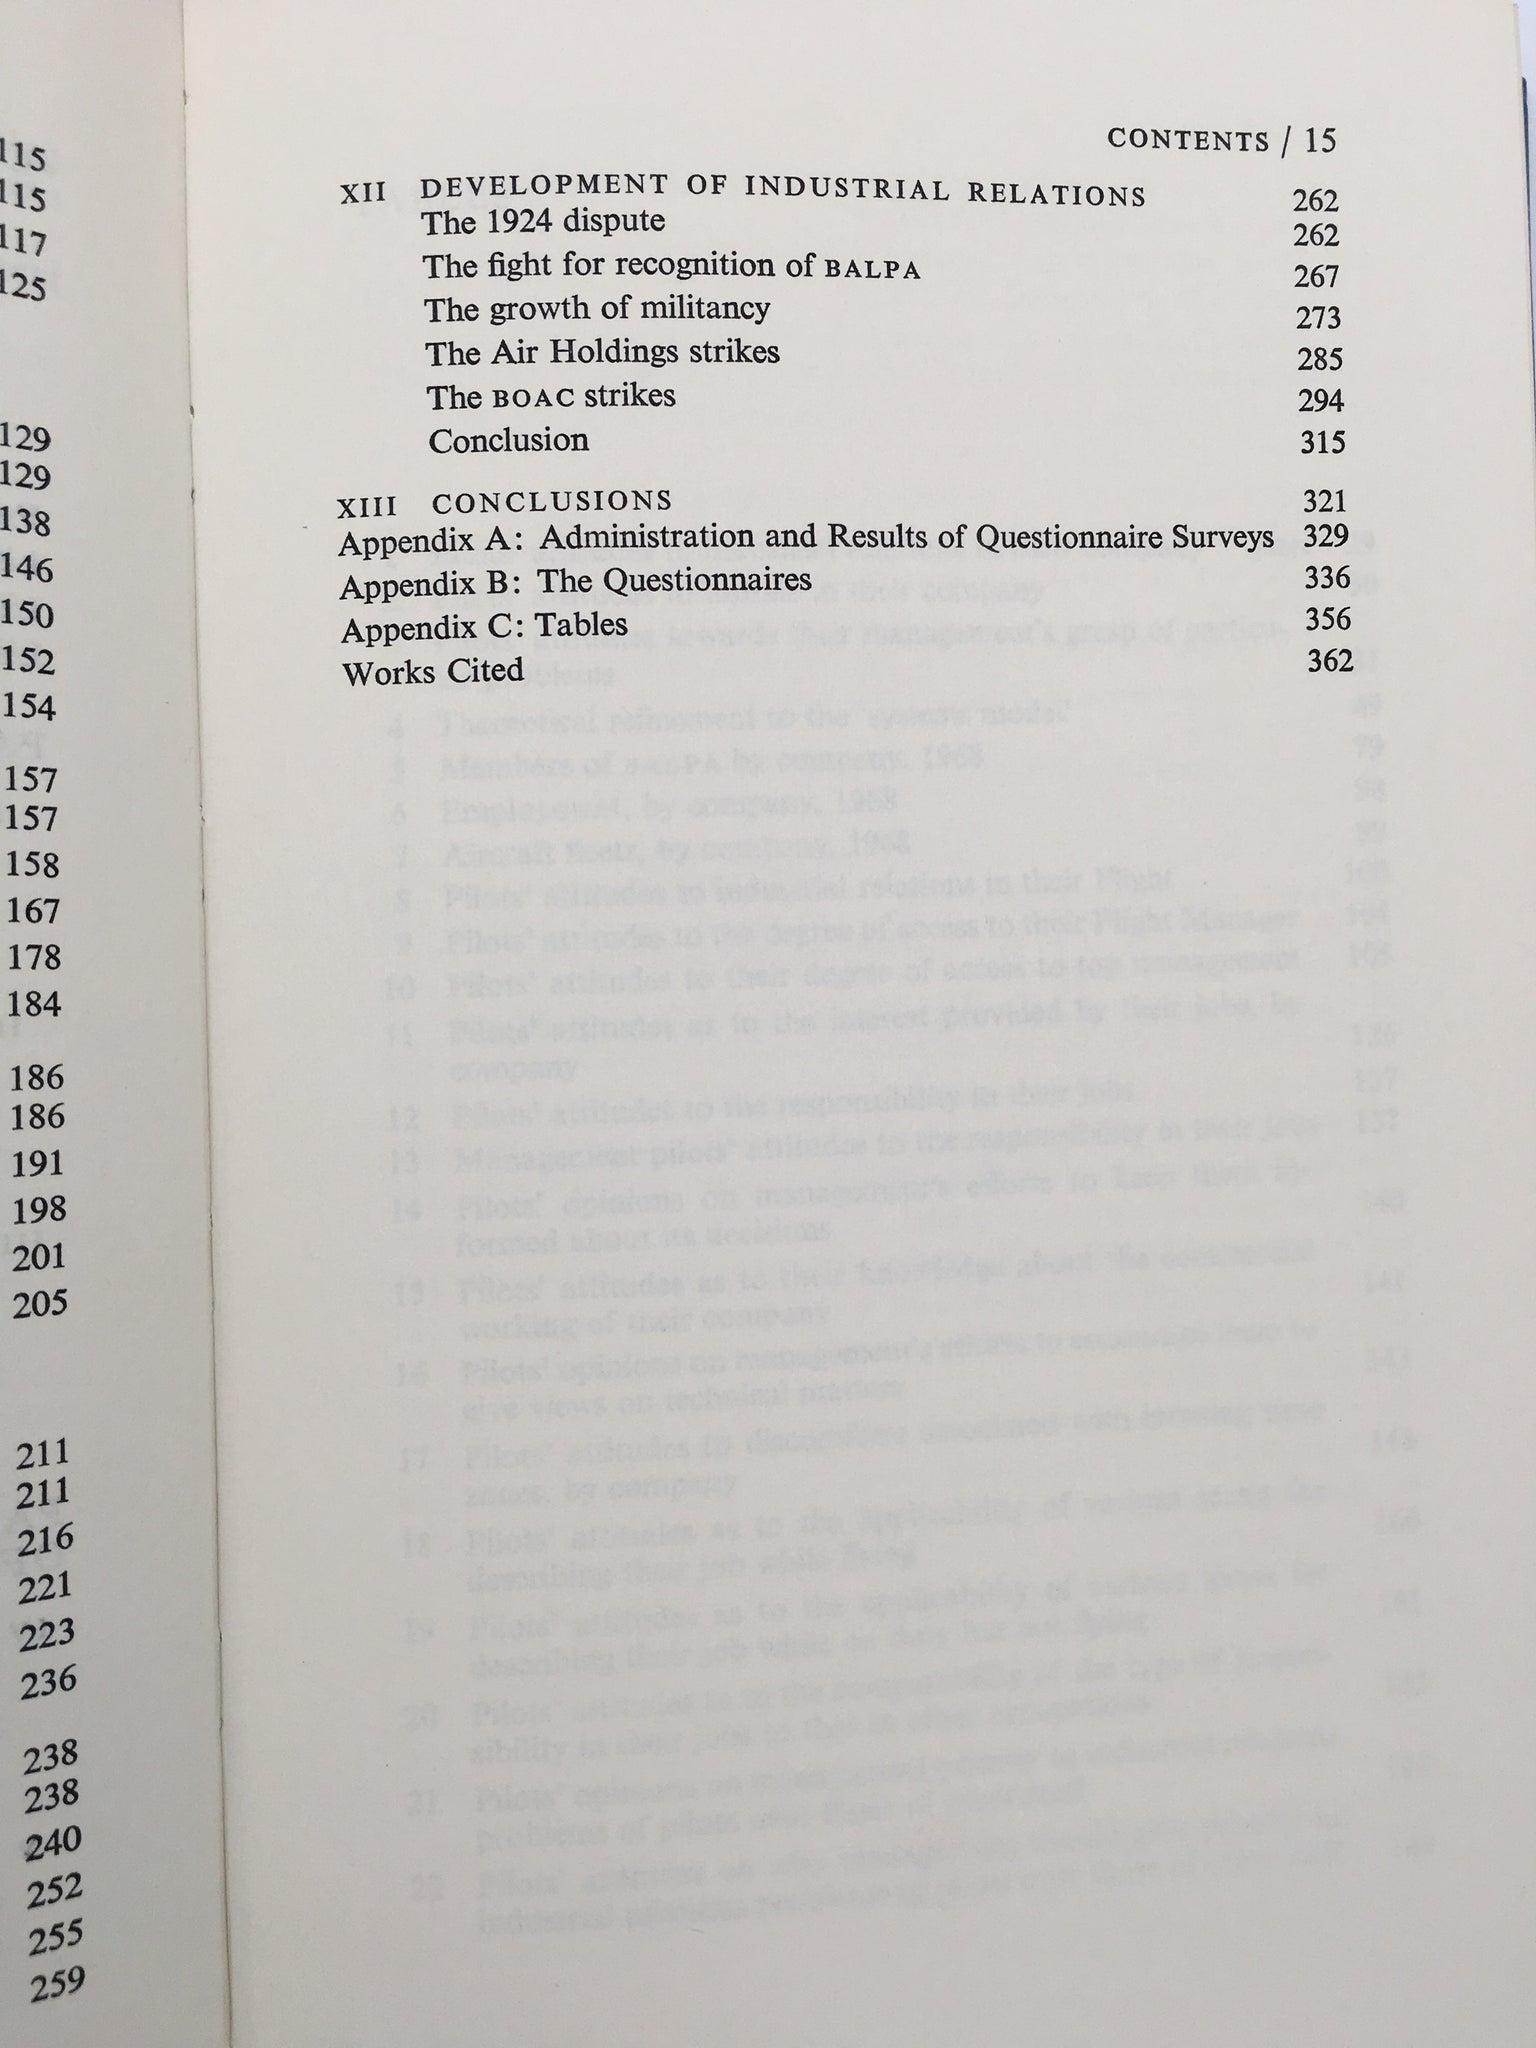 115
115
117
125
129
129
138
146
150
152
154
157
157
158
167
178
184
186
186
191
198
201
205
211
211
216
221
223
236
238
238
240
252
255
259
CONTENTS / 15
XII DEVELOPMENT OF INDUSTRIAL RELATIONS 262
The 1924 dispute 262
The fight for recognition of BALPA 267
The growth of militancy 273
The Air Holdings strikes 285
The BOAC strikes 294
Conclusion 315
XIII CONCLUSIONS 321
Appendix A: Administration and Results of Questionnaire Surveys 329
Appendix B: The Questionnaires 336
Appendix C: Tables 356
Works Cited 362